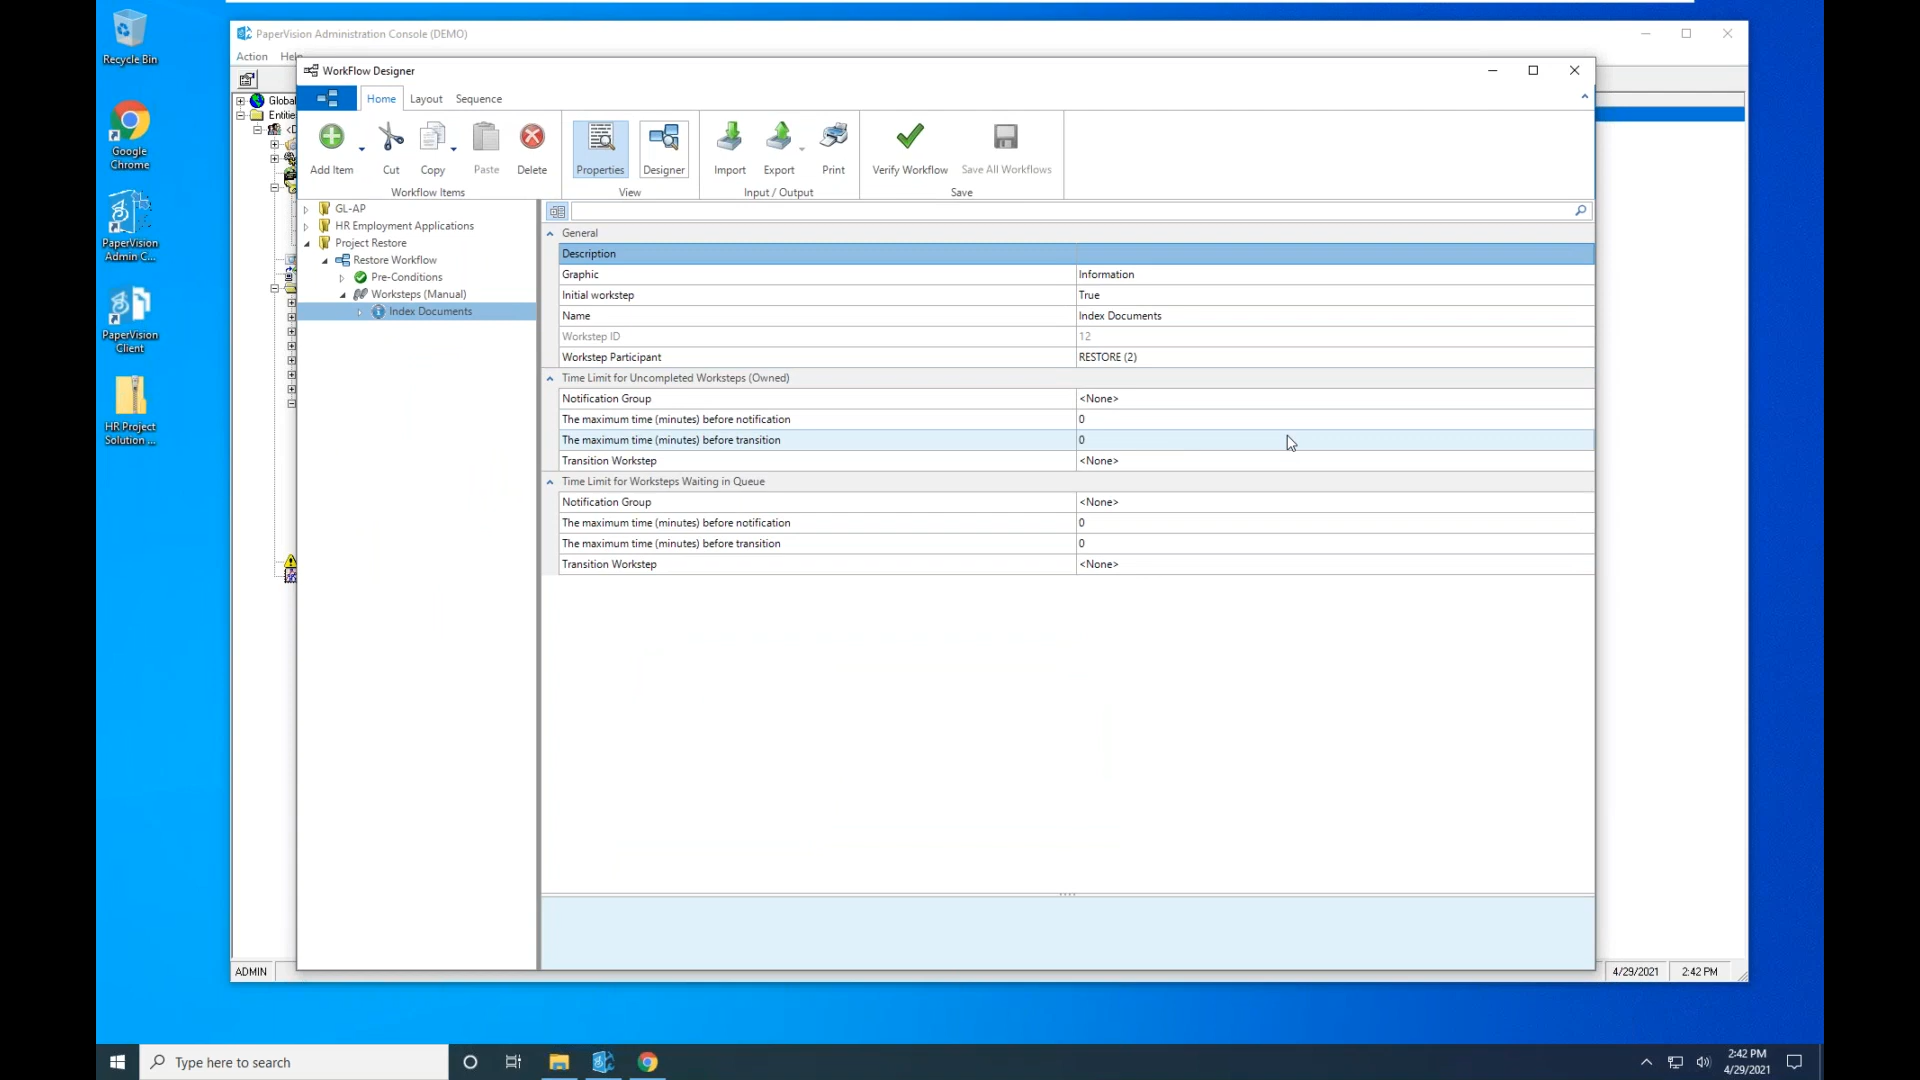 Recycle Bin
Google
Chrome
PaperVision
Admin C...
PaperVision
Client
HR Project
Solution ...
PaperVision Administration Console (DEMO)
Action Help
Global
Entitie
WorkFlow Designer
Home Layout Sequence
Add Item Cut Copy Paste Delete
Workflow Items
Properties Designer
View
Import Export Print
Input / Output
Verify Workflow Save All Workflows
Save
GL-AP
HR Employment Applications
Project Restore
Restore Workflow
Pre-Conditions
Worksteps (Manual)
Index Documents
General
Description
Graphic Information
Initial workstep True
Name Index Documents
Workstep ID 12
Workstep Participant RESTORE (2)
Time Limit for Uncompleted Worksteps (Owned)
Notification Group <None>
The maximum time (minutes) before notification 0
The maximum time (minutes) before transition 0
Transition Workstep <None>
Time Limit for Worksteps Waiting in Queue
Notification Group <None>
The maximum time (minutes) before notification 0
The maximum time (minutes) before transition 0
Transition Workstep <None>
ADMIN
4/29/2021 2:42 PM
Type here to search
2:42 PM
4/29/2021